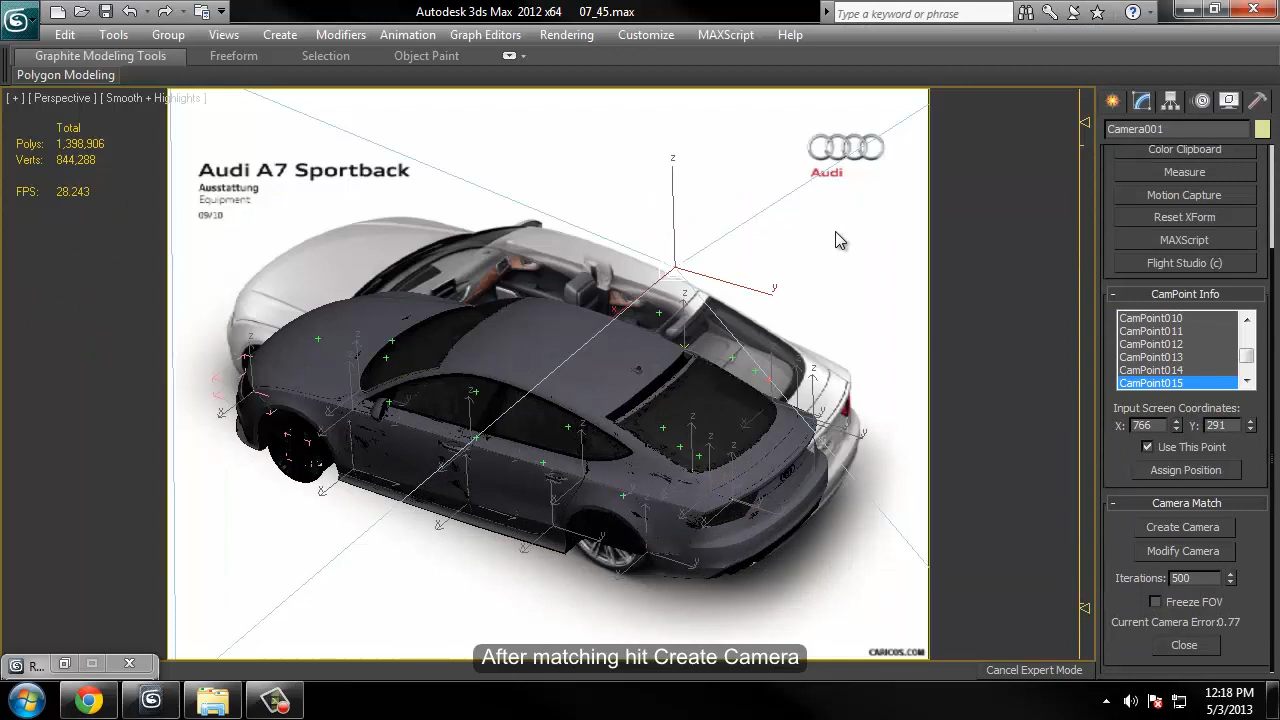 Autodesk 3ds Max 2012 x64 07_45.max
Type a keyword or phrase
Edit Tools Group Views Create Modifiers Animation Graph Editors Rendering Customize MAXScript Help
Graphite Modeling Tools Freeform Selection Object Paint
Polygon Modeling
[ + ] [ Perspective ] [ Smooth + Highlights ]
Total
Polys: 1,398,906
Verts: 844,288
FPS: 28.243
Audi A7 Sportback
Ausstattung
Equipment
09/10
Audi
z
y
x
CARICOS.COM
After matching hit Create Camera
Camera001
Color Clipboard
Measure
Motion Capture
Reset XForm
MAXScript
Flight Studio (c)
- CamPoint Info
CamPoint010
CamPoint011
CamPoint012
CamPoint013
CamPoint014
CamPoint015
Input Screen Coordinates:
X: 766 Y: 291
Use This Point
Assign Position
- Camera Match
Create Camera
Modify Camera
Iterations: 500
Freeze FOV
Current Camera Error:0.77
Close
R...
Cancel Expert Mode
12:18 PM
5/3/2013